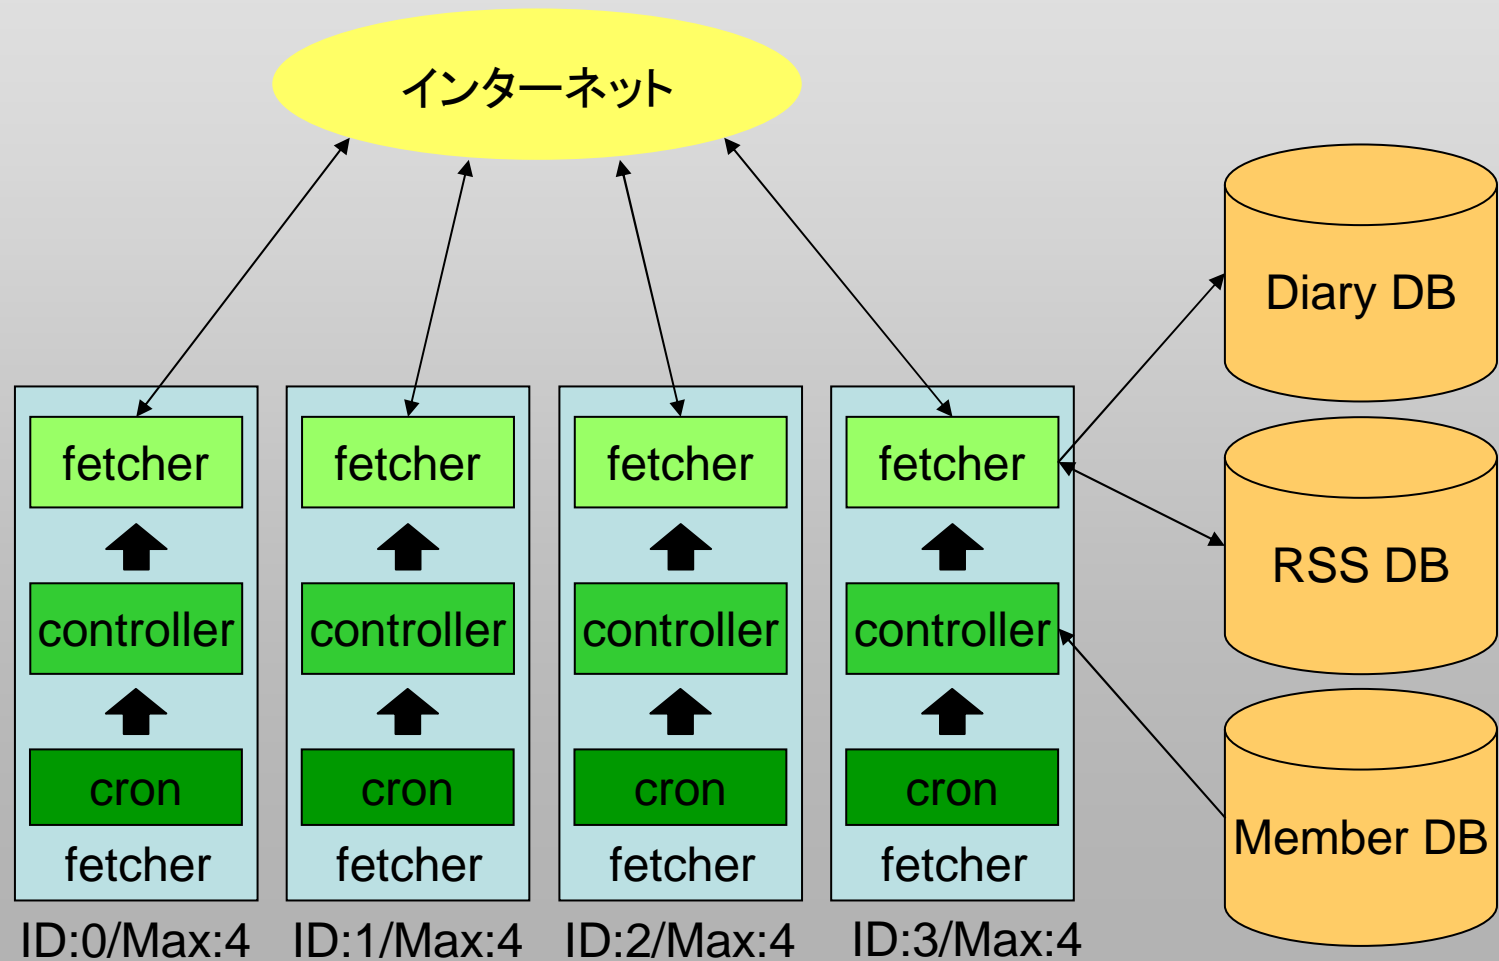 インターネット
Diary DB
fetcher
fetcher
fetcher
fetcher
RSS DB
controller
controller
controller
controller
cron
cron
cron
cron
Member DB
fetcher
fetcher
fetcher
fetcher
ID:0/Max:4
ID:1/Max:4
ID:2/Max:4
ID:3/Max:4